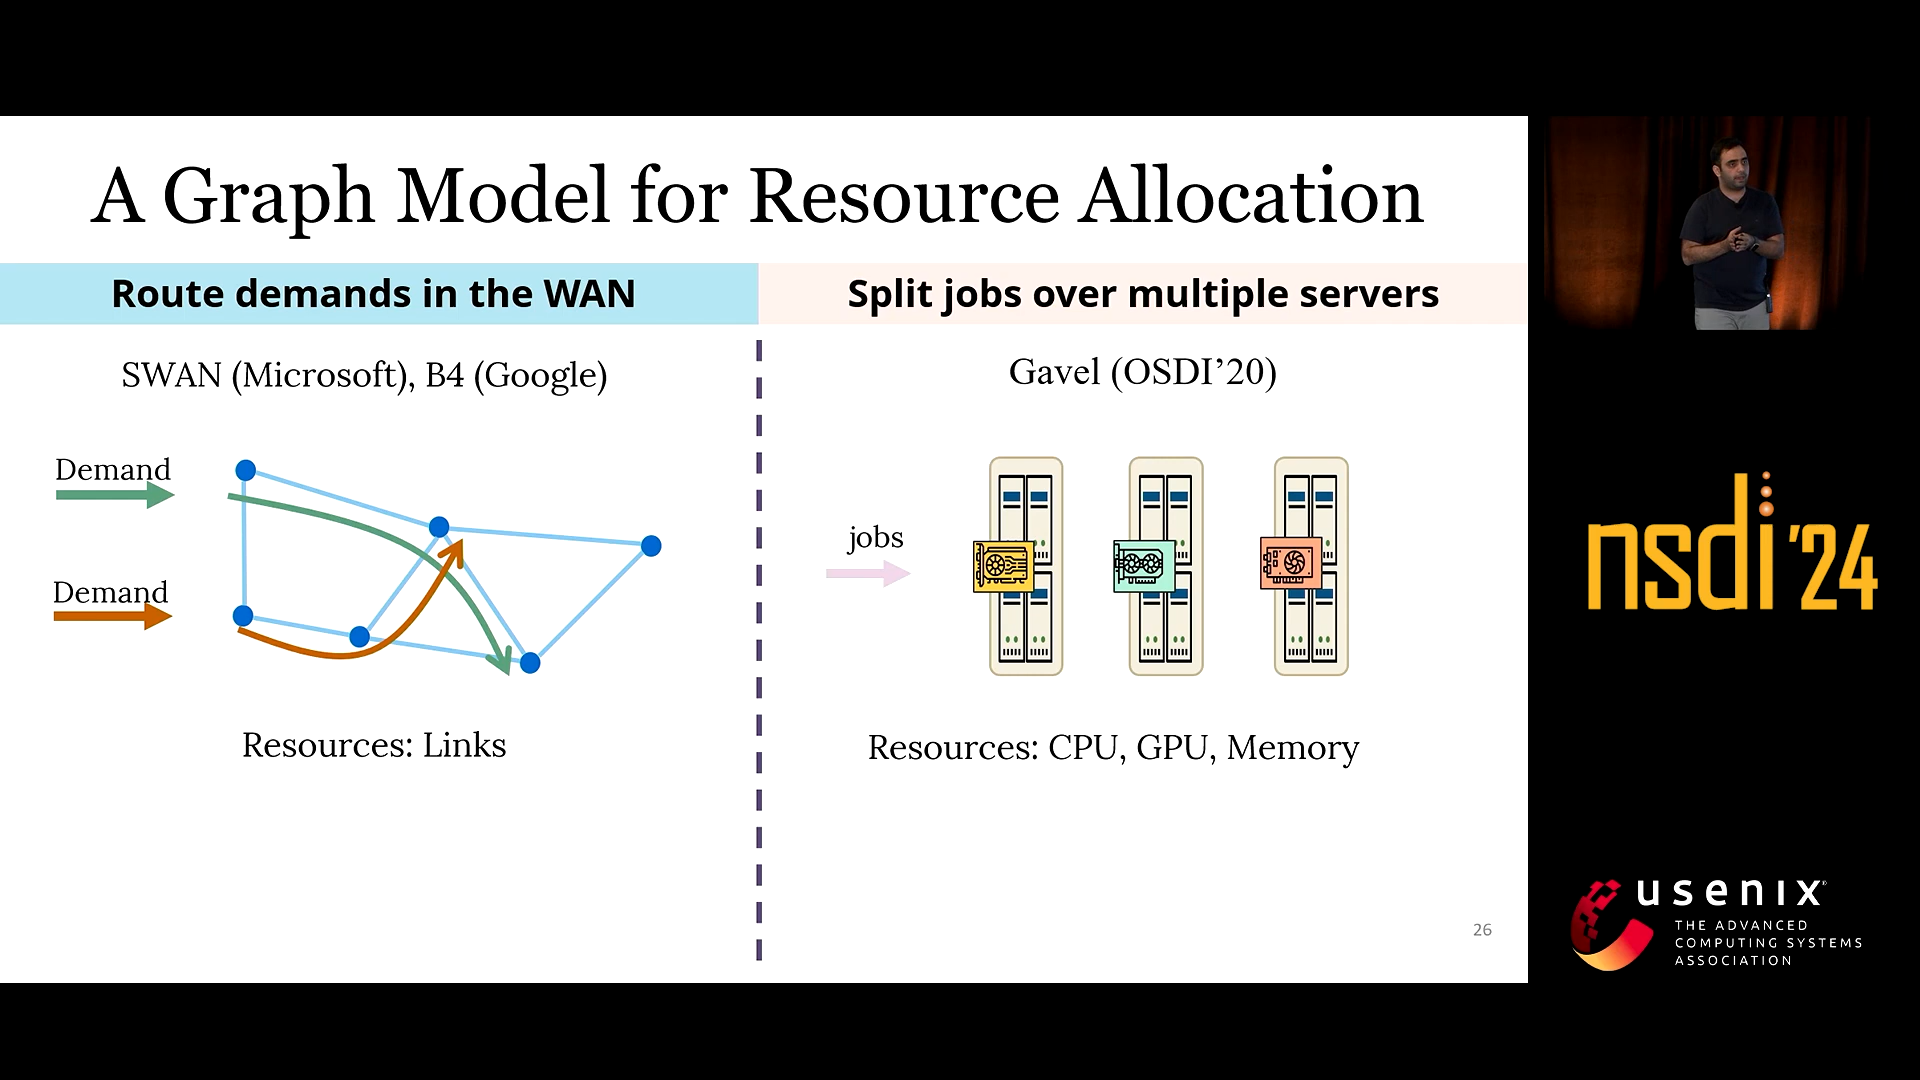 A Graph Model for Resource Allocation
Route demands in the WAN
Split jobs over multiple servers
SWAN (Microsoft), B4 (Google)
Gavel (OSDI’20)
Demand
Demand
jobs
Resources: Links
Resources: CPU, GPU, Memory
26
nsdi ’24
usenix®
THE ADVANCED
COMPUTING SYSTEMS
ASSOCIATION